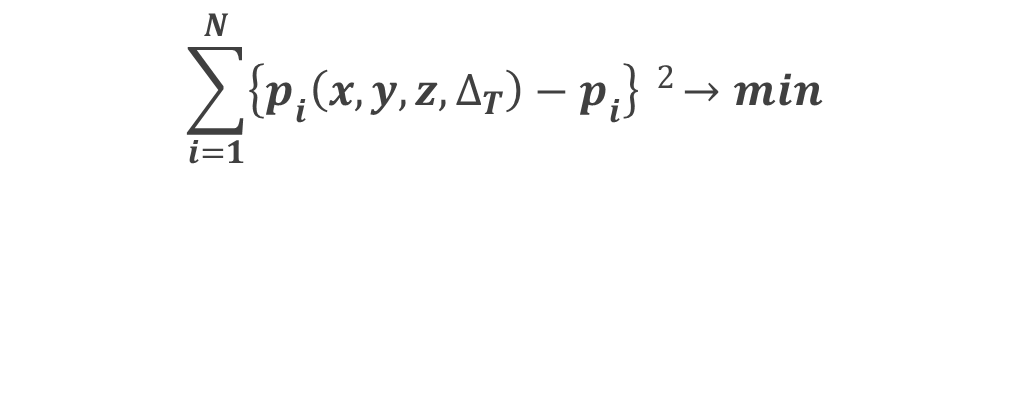 ∑_{i=1}^{N} {p_i(x, y, z, Δ_T) − p_i}² → min